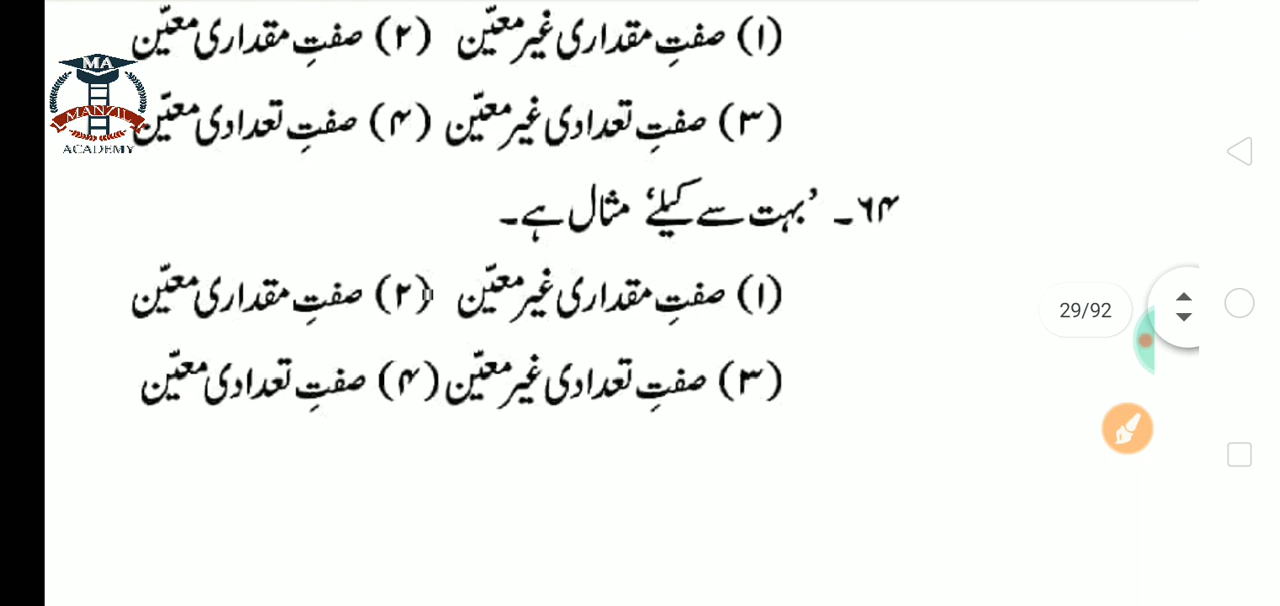 (۱) صفتِ مقداری غیر معیّن (۲) صفتِ مقداری معیّن
MA
MANZIL
ACADEMY
(۳) صفتِ تعدادی غیر معیّن (۴) صفتِ تعدادی معیّن
۶۴۔ ’بہت سے کیلے‘ مثال ہے۔
(۱) صفتِ مقداری غیر معیّن (۲) صفتِ مقداری معیّن
29/92
(۳) صفتِ تعدادی غیر معیّن (۴) صفتِ تعدادی معیّن